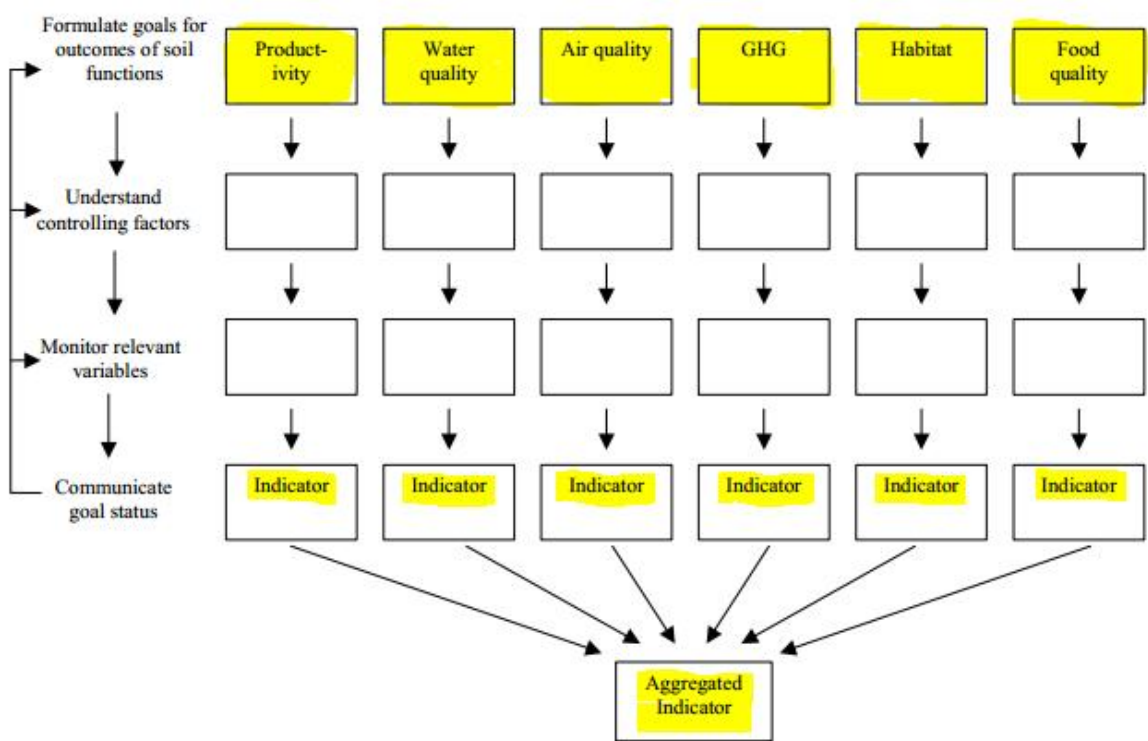 Formulate goals for
outcomes of soil
functions
Product-
ivity
Water
quality
Air quality
GHG
Habitat
Food
quality
Understand
controlling factors
Monitor relevant
variables
Communicate
goal status
Indicator
Indicator
Indicator
Indicator
Indicator
Indicator
Aggregated
Indicator